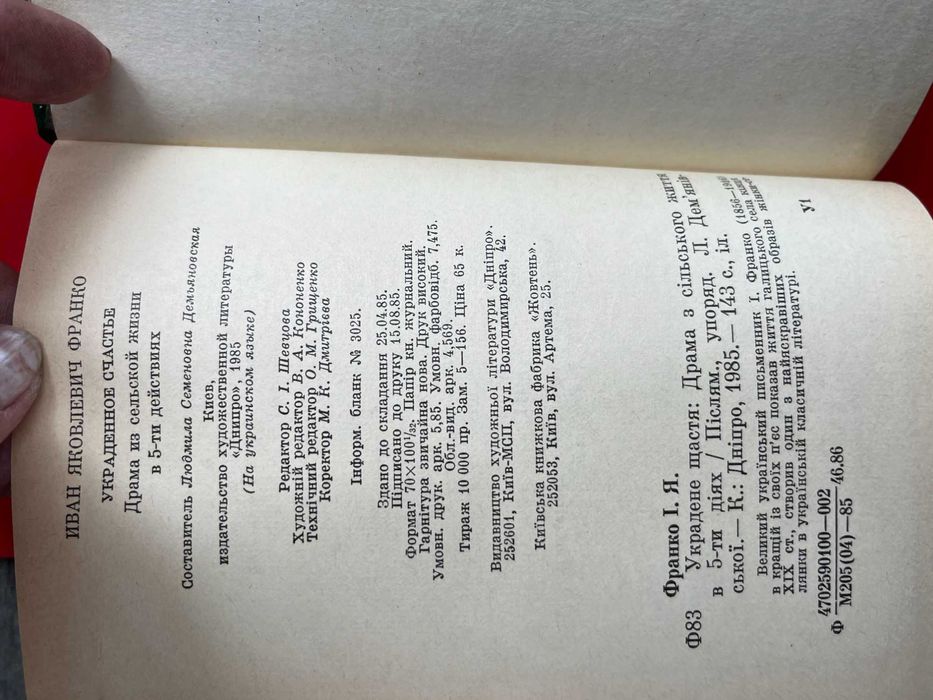 ИВАН ЯКОВЛЕВИЧ ФРАНКО
УКРАДЕННОЕ СЧАСТЬЕ
Драма из сельской жизни
в 5-ти действиях
Составитель Людмила Семеновна Демьяновская
Киев,
издательство художественной литературы
«Днипро», 1985
(На украинском языке)
Редактор С. І. Шевцова
Художній редактор В. А. Кононенко
Технічний редактор О. М. Грищенко
Коректор М. К. Дмитрієва
Інформ. бланк № 3025.
Здано до складання 25.04.85.
Підписано до друку 15.08.85.
Формат 70×100 1/32. Папір кн. журнальний.
Гарнітура звичайна нова. Друк високий.
Умовн. друк. арк. 5,85. Умовн. фарбовідб. 7,475.
Обл.-вид. арк. 4,569.
Тираж 10 000 пр. Зам. 5—156. Ціна 65 к.
Видавництво художньої літератури «Дніпро».
252601, Київ-МСП, вул. Володимирська, 42.
Київська книжкова фабрика «Жовтень».
252053, Київ, вул. Артема, 25.
Франко І. Я.
Ф83 Украдене щастя: Драма з сільського життя
в 5-ти діях / Післям., упоряд. Л. Дем'янів-
ської.— К.: Дніпро, 1985.— 143 с., іл.
Великий український письменник І. Франко (1856—1916)
в кращій із своїх п'єс показав життя галицького села кінця
XIX ст., створив один з найяскравіших образів жінки-се-
лянки в українській класичній літературі.
Ф 4702590100—002 46.86
М205(04)—85
У1